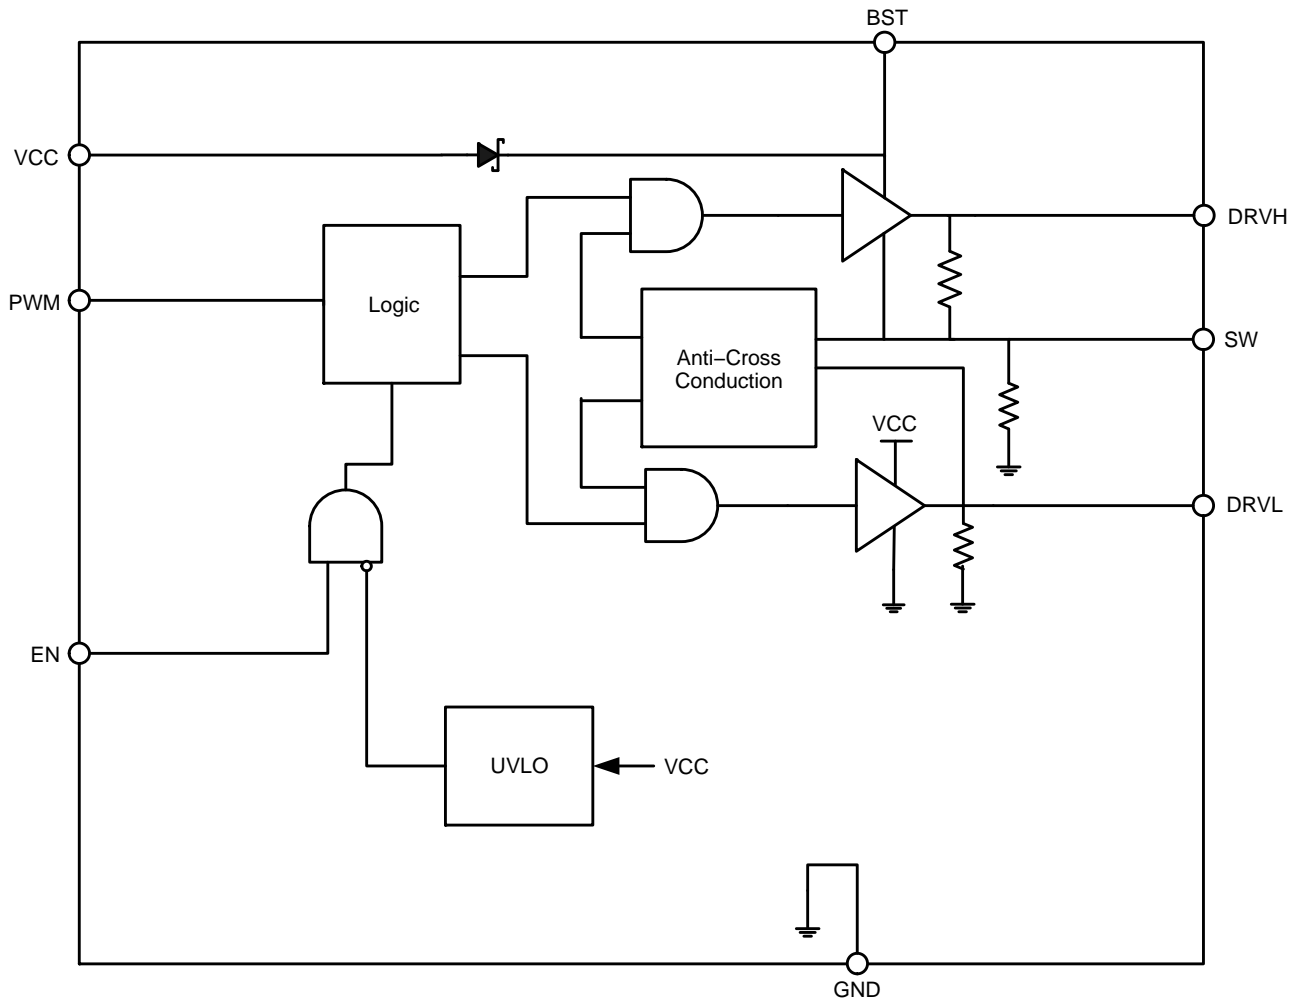 BST
VCC
DRVH
PWM
Logic
SW
Anti−Cross
Conduction
VCC
DRVL
EN
UVLO
VCC
GND